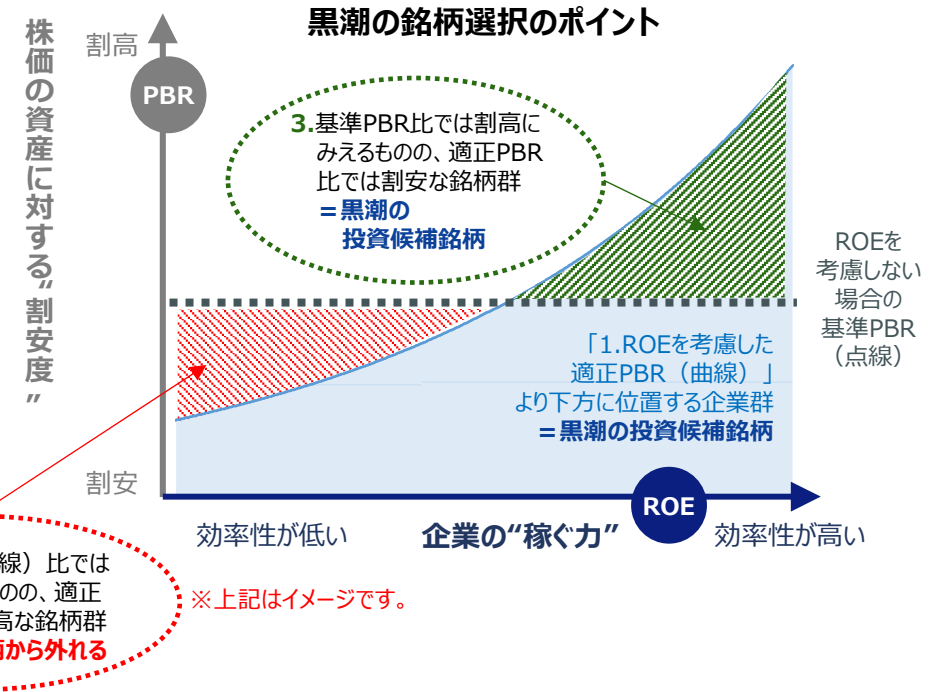 黒潮の銘柄選択のポイント
株価の資産に対する“割安度”
割高
PBR
3.基準PBR比では割高に
みえるものの、適正PBR
比では割安な銘柄群
=黒潮の
投資候補銘柄
ROEを
考慮しない
場合の
基準PBR
（点線）
「1.ROEを考慮した
適正PBR（曲線）」
より下方に位置する企業群
=黒潮の投資候補銘柄
割安
ROE
効率性が低い
企業の“稼ぐ力”
効率性が高い
線）比では
のの、適正
高な銘柄群
から外れる
※上記はイメージです。